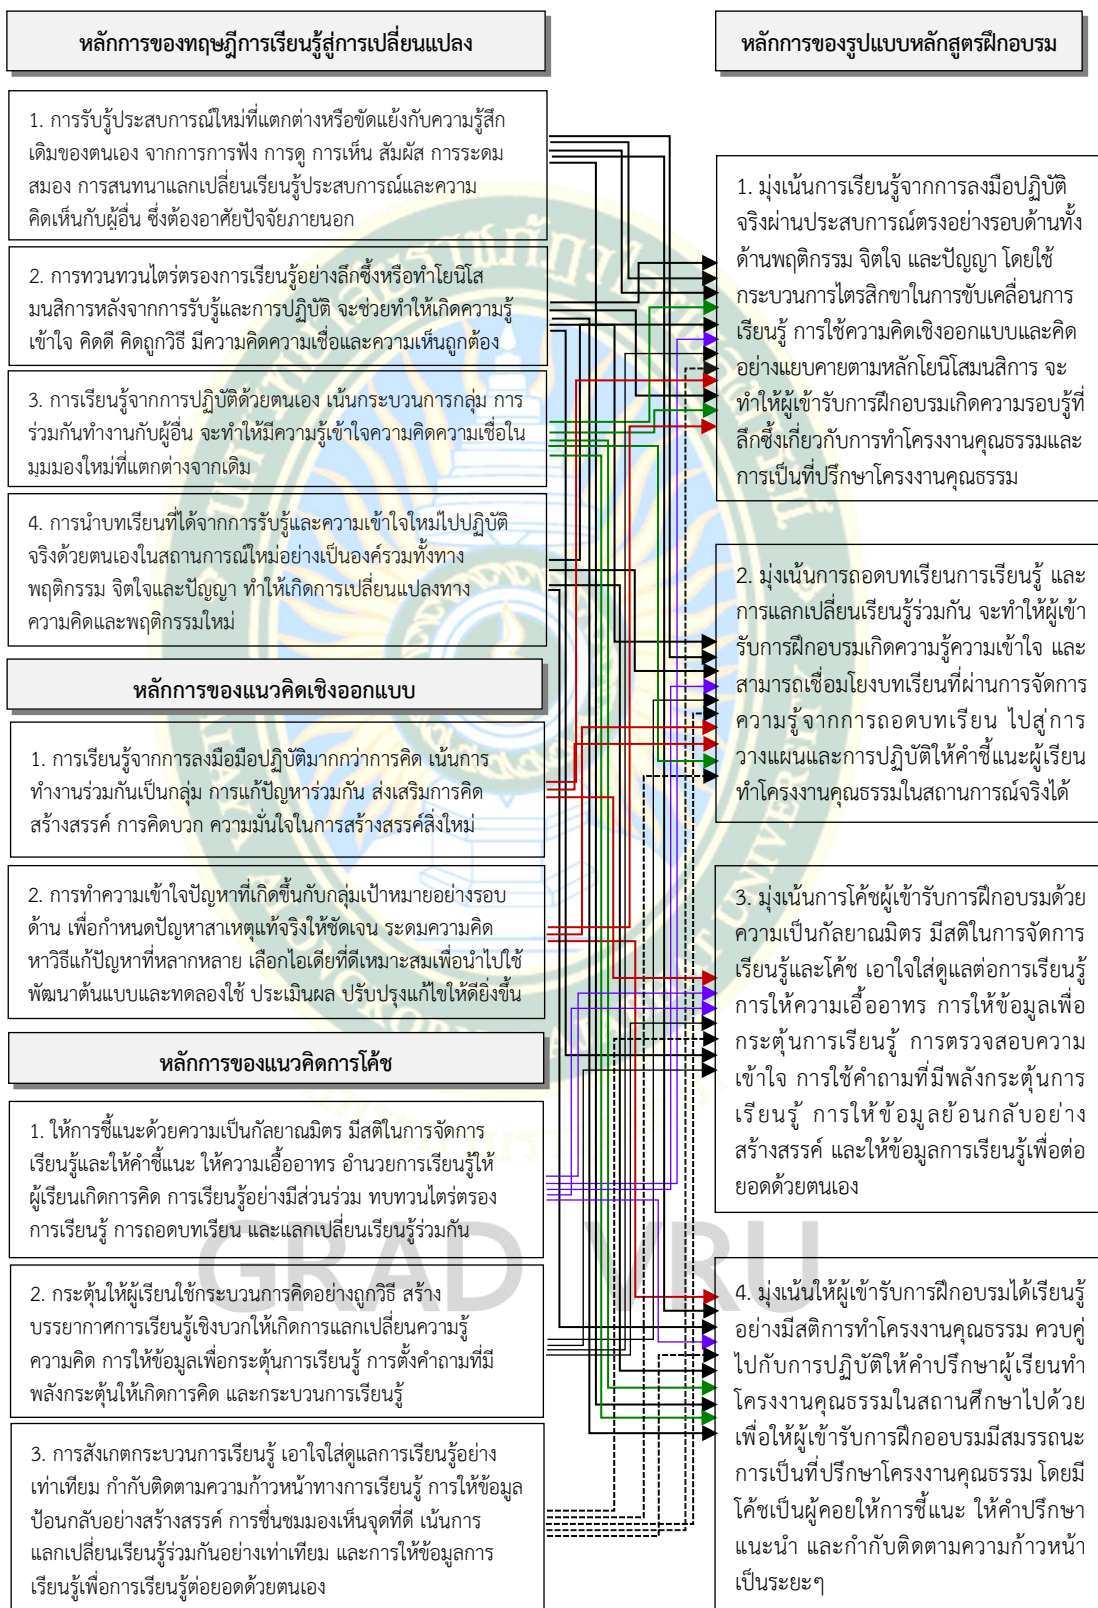 หลักการของทฤษฎีการเรียนรู้สู่การเปลี่ยนแปลง
1. การรับรู้ประสบการณ์ใหม่ที่แตกต่างหรือขัดแย้งกับความรู้สึก
เดิมของตนเอง จากการการฟัง การดู การเห็น สัมผัส การระดม
สมอง การสนทนาแลกเปลี่ยนเรียนรู้ประสบการณ์และความ
คิดเห็นกับผู้อื่น ซึ่งต้องอาศัยปัจจัยภายนอก
2. การทวนทวนไตร่ตรองการเรียนรู้อย่างลึกซึ้งหรือทำโยนิโส
มนสิการหลังจากการรับรู้และการปฏิบัติ จะช่วยทำให้เกิดความรู้
เข้าใจ คิดดี คิดถูกวิธี มีความคิดความเชื่อและความเห็นถูกต้อง
3. การเรียนรู้จากการปฏิบัติด้วยตนเอง เน้นกระบวนการกลุ่ม การ
ร่วมกันทำงานกับผู้อื่น จะทำให้มีความรู้เข้าใจความคิดความเชื่อใน
มุมมองใหม่ที่แตกต่างจากเดิม
4. การนำบทเรียนที่ได้จากการรับรู้และความเข้าใจใหม่ไปปฏิบัติ
จริงด้วยตนเองในสถานการณ์ใหม่อย่างเป็นองค์รวมทั้งทาง
พฤติกรรม จิตใจและปัญญา ทำให้เกิดการเปลี่ยนแปลงทาง
ความคิดและพฤติกรรมใหม่
หลักการของแนวคิดเชิงออกแบบ
1. การเรียนรู้จากการลงมือมือปฏิบัติมากกว่าการคิด เน้นการ
ทำงานร่วมกันเป็นกลุ่ม การแก้ปัญหาร่วมกัน ส่งเสริมการคิด
สร้างสรรค์ การคิดบวก ความมั่นใจในการสร้างสรรค์สิ่งใหม่
2. การทำความเข้าใจปัญหาที่เกิดขึ้นกับกลุ่มเป้าหมายอย่างรอบ
ด้าน เพื่อกำหนดปัญหาสาเหตุแท้จริงให้ชัดเจน ระดมความคิด
หาวิธีแก้ปัญหาที่หลากหลาย เลือกไอเดียที่ดีเหมาะสมเพื่อนำไปใช้
พัฒนาต้นแบบและทดลองใช้ ประเมินผล ปรับปรุงแก้ไขให้ดียิ่งขึ้น
หลักการของแนวคิดการโค้ช
1. ให้การชี้แนะด้วยความเป็นกัลยาณมิตร มีสติในการจัดการ
เรียนรู้และให้คำชี้แนะ ให้ความเอื้ออาทร อำนวยการเรียนรู้ให้
ผู้เรียนเกิดการคิด การเรียนรู้อย่างมีส่วนร่วม ทบทวนไตร่ตรอง
การเรียนรู้ การถอดบทเรียน และแลกเปลี่ยนเรียนรู้ร่วมกัน
2. กระตุ้นให้ผู้เรียนใช้กระบวนการคิดอย่างถูกวิธี สร้าง
บรรยากาศการเรียนรู้เชิงบวกให้เกิดการแลกเปลี่ยนความรู้
ความคิด การให้ข้อมูลเพื่อกระตุ้นการเรียนรู้ การตั้งคำถามที่มี
พลังกระตุ้นให้เกิดการคิด และกระบวนการเรียนรู้
3. การสังเกตกระบวนการเรียนรู้ เอาใจใส่ดูแลการเรียนรู้อย่าง
เท่าเทียม กำกับติดตามความก้าวหน้าทางการเรียนรู้ การให้ข้อมูล
ป้อนกลับอย่างสร้างสรรค์ การชื่นชมมองเห็นจุดที่ดี เน้นการ
แลกเปลี่ยนเรียนรู้ร่วมกันอย่างเท่าเทียม และการให้ข้อมูลการ
เรียนรู้เพื่อการเรียนรู้ต่อยอดด้วยตนเอง
หลักการของรูปแบบหลักสูตรฝึกอบรม
1. มุ่งเน้นการเรียนรู้จากการลงมือปฏิบัติ
จริงผ่านประสบการณ์ตรงอย่างรอบด้านทั้ง
ด้านพฤติกรรม จิตใจ และปัญญา โดยใช้
กระบวนการไตรสิกขาในการขับเคลื่อนการ
เรียนรู้ การใช้ความคิดเชิงออกแบบและคิด
อย่างแยบคายตามหลักโยนิโสมนสิการ จะ
ทำให้ผู้เข้ารับการฝึกอบรมเกิดความรอบรู้ที่
ลึกซึ้งเกี่ยวกับการทำโครงงานคุณธรรมและ
การเป็นที่ปรึกษาโครงงานคุณธรรม
2. มุ่งเน้นการถอดบทเรียนการเรียนรู้ และ
การแลกเปลี่ยนเรียนรู้ร่วมกัน จะทำให้ผู้เข้า
รับการฝึกอบรมเกิดความรู้ความเข้าใจ และ
สามารถเชื่อมโยงบทเรียนที่ผ่านการจัดการ
ความรู้จากการถอดบทเรียน ไปสู่การ
วางแผนและการปฏิบัติให้คำชี้แนะผู้เรียน
ทำโครงงานคุณธรรมในสถานการณ์จริงได้
3. มุ่งเน้นการโค้ชผู้เข้ารับการฝึกอบรมด้วย
ความเป็นกัลยาณมิตร มีสติในการจัดการ
เรียนรู้และโค้ช เอาใจใส่ดูแลต่อการเรียนรู้
การให้ความเอื้ออาทร การให้ข้อมูลเพื่อ
กระตุ้นการเรียนรู้ การตรวจสอบความ
เข้าใจ การใช้คำถามที่มีพลังกระตุ้นการ
เรียนรู้ การให้ข้อมูลย้อนกลับอย่าง
สร้างสรรค์ และให้ข้อมูลการเรียนรู้เพื่อต่อ
ยอดด้วยตนเอง
4. มุ่งเน้นให้ผู้เข้ารับการฝึกอบรมได้เรียนรู้
อย่างมีสติการทำโครงงานคุณธรรม ควบคู่
ไปกับการปฏิบัติให้คำปรึกษาผู้เรียนทำ
โครงงานคุณธรรมในสถานศึกษาไปด้วย
เพื่อให้ผู้เข้ารับการฝึกออบรมมีสมรรถนะ
การเป็นที่ปรึกษาโครงงานคุณธรรม โดยมี
โค้ชเป็นผู้คอยให้การชี้แนะ ให้คำปรึกษา
แนะนำ และกำกับติดตามความก้าวหน้า
เป็นระยะๆ
GRAD VRU